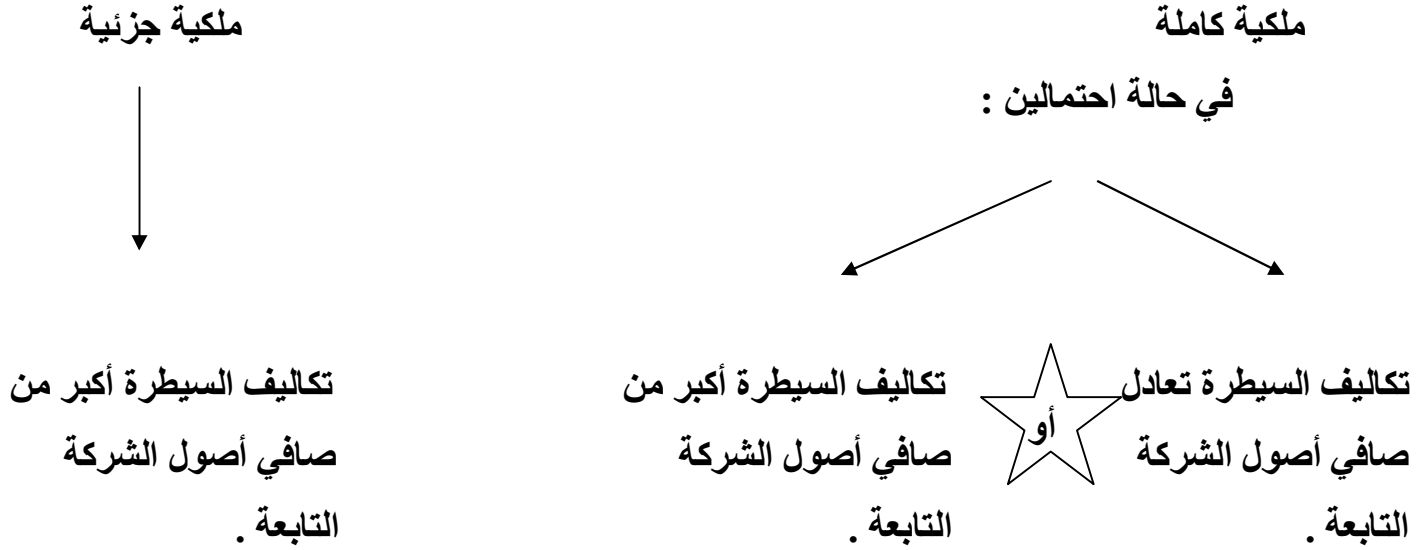 ملكية كاملة
في حالة احتمالين :
تكاليف السيطرة تعادل
صافي أصول الشركة
التابعة .
أو
تكاليف السيطرة أكبر من
صافي أصول الشركة
التابعة .
ملكية جزئية
تكاليف السيطرة أكبر من
صافي أصول الشركة
التابعة .